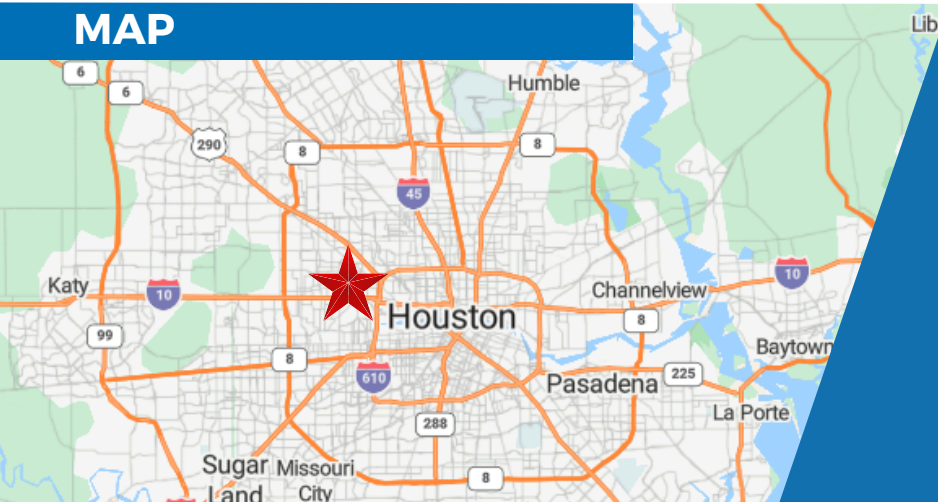 MAP
Lib
6
Humble
6
290
8
8
45
Katy
10
10
Channelview
Houston
8
99
Baytown
8
610
Pasadena
225
La Porte
288
Sugar
Land
Missouri
City
8